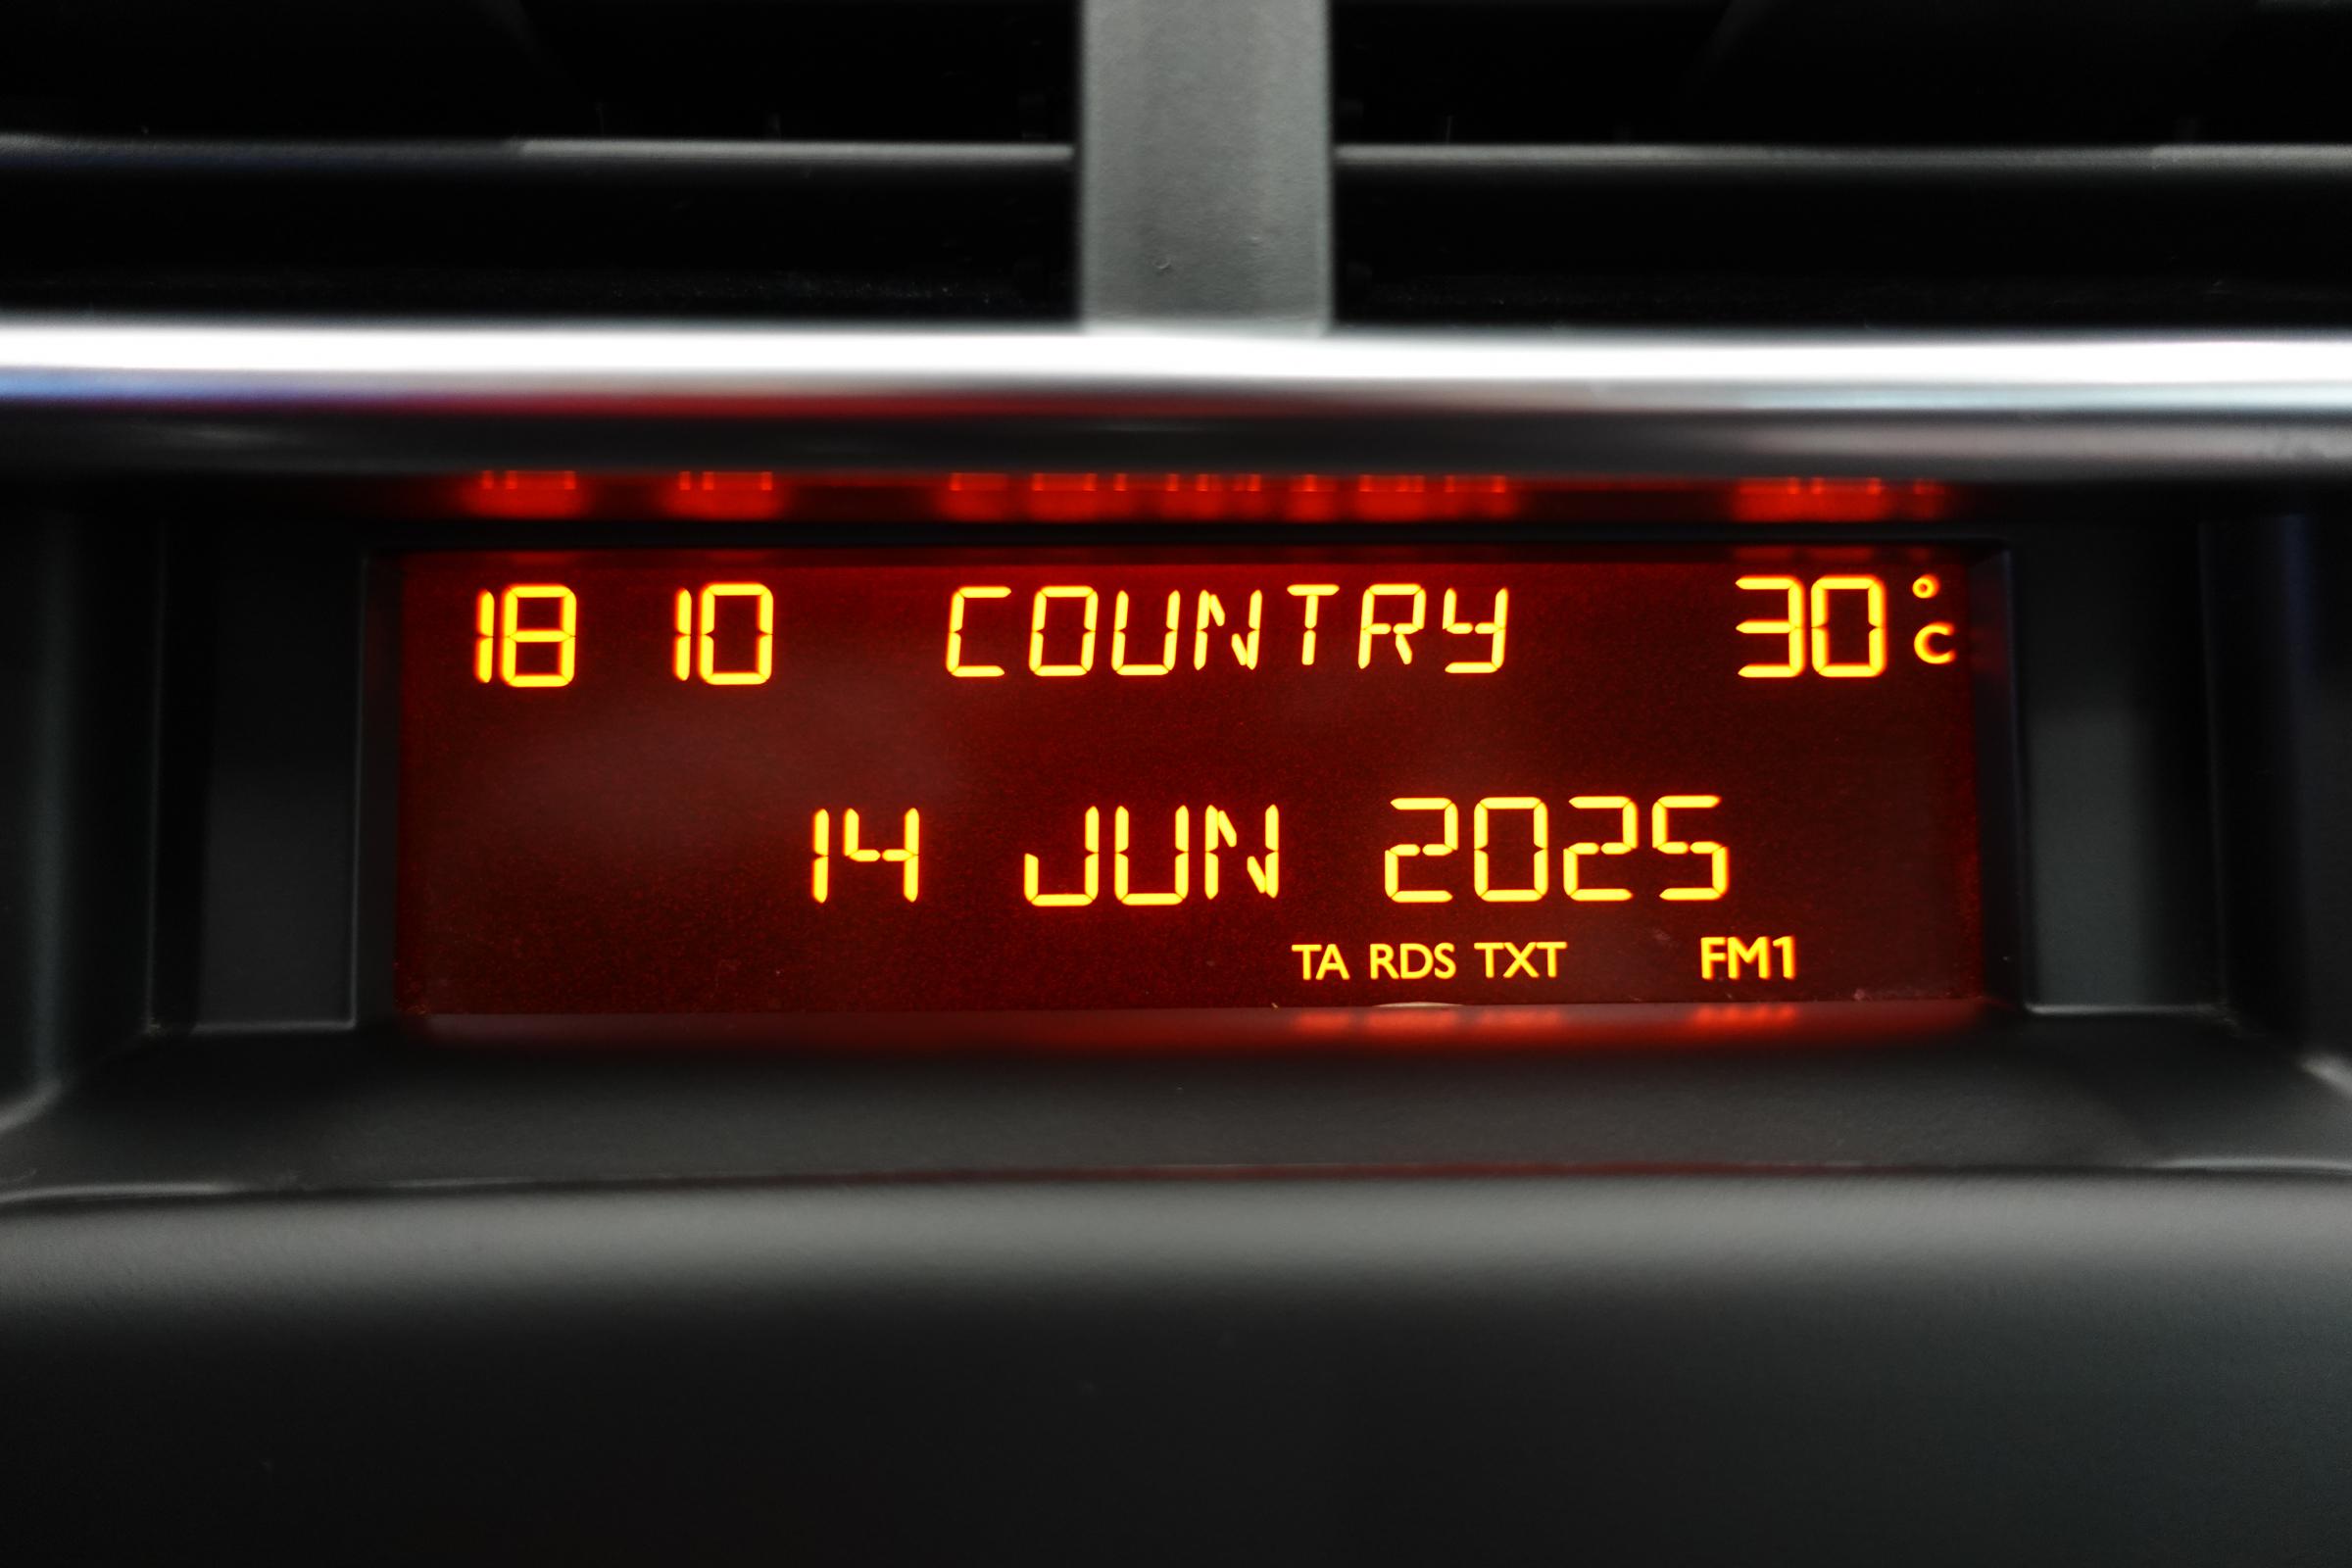 18 10 COUNTRY 30°C
14 JUN 2025
TA RDS TXT FM1